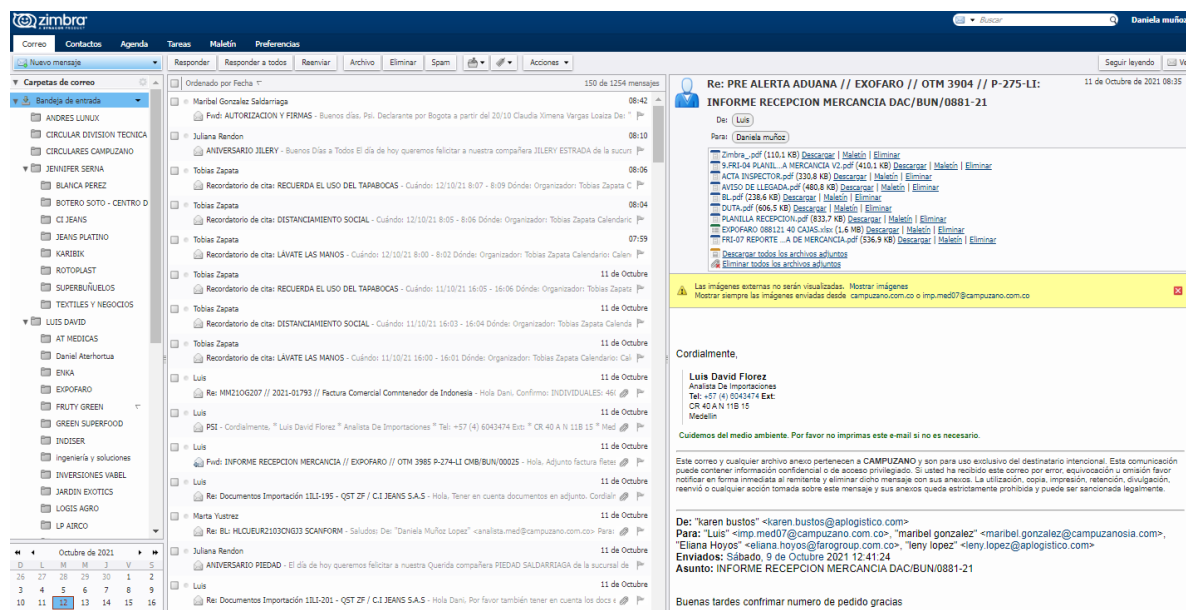 zimbra
A SYNACOR PRODUCT
Buscar
Daniela muñoz
Correo Contactos Agenda Tareas Maletín Preferencias
Nuevo mensaje
Responder Responder a todos Reenviar Archivo Eliminar Spam Acciones
Seguir leyendo
Carpetas de correo
Bandeja de entrada
ANDRES LUNUX
CIRCULAR DIVISION TECNICA
CIRCULARES CAMPUZANO
JENNIFER SERNA
BLANCA PEREZ
BOTERO SOTO - CENTRO D
CI JEANS
JEANS PLATINO
KARIBIK
ROTOPLAST
SUPERBUÑUELOS
TEXTILES Y NEGOCIOS
LUIS DAVID
AT MEDICAS
Daniel Aterhortua
ENKA
EXPOFARO
FRUTY GREEN
GREEN SUPERFOOD
INDISER
ingeniería y soluciones
INVERSIONES VABEL
JARDIN EXOTICS
LOGIS AGRO
LP AIRCO
Octubre de 2021
D L M M J V S
26 27 28 29 30 1 2
3 4 5 6 7 8 9
10 11 12 13 14 15 16
Ordenado por Fecha
150 de 1254 mensajes
Maribel Gonzalez Saldarriaga 08:42
Fwd: AUTORIZACION Y FIRMAS - Buenos días, Psi. Declarante por Bogota a partir del 20/10 Claudia Ximena Vargas Loaiza De: "
Juliana Rendon 08:10
ANIVERSARIO JILERY - Buenos Días a Todos El día de hoy queremos felicitar a nuestra compañera JILERY ESTRADA de la sucurs
Tobias Zapata 08:06
Recordatorio de cita: RECUERDA EL USO DEL TAPABOCAS - Cuándo: 12/10/21 8:07 - 8:09 Dónde: Organizador: Tobias Zapata C
Tobias Zapata 08:04
Recordatorio de cita: DISTANCIAMIENTO SOCIAL - Cuándo: 12/10/21 8:05 - 8:06 Dónde: Organizador: Tobias Zapata Calendaric
Tobias Zapata 07:59
Recordatorio de cita: LÁVATE LAS MANOS - Cuándo: 12/10/21 8:00 - 8:02 Dónde: Organizador: Tobias Zapata Calendario: Calen
Tobias Zapata 11 de Octubre
Recordatorio de cita: RECUERDA EL USO DEL TAPABOCAS - Cuándo: 11/10/21 16:05 - 16:06 Dónde: Organizador: Tobias Zapata
Tobias Zapata 11 de Octubre
Recordatorio de cita: DISTANCIAMIENTO SOCIAL - Cuándo: 11/10/21 16:03 - 16:04 Dónde: Organizador: Tobias Zapata Calenda
Tobias Zapata 11 de Octubre
Recordatorio de cita: LÁVATE LAS MANOS - Cuándo: 11/10/21 16:00 - 16:01 Dónde: Organizador: Tobias Zapata Calendario: Cal
Luis 11 de Octubre
Re: MM21OG207 // 2021-01793 // Factura Comercial Comntenedor de Indonesia - Hola Dani, Confirmo: INDIVIDUALES: 46
Luis 11 de Octubre
PSI - Cordialmente, * Luis David Florez * Analista De Importaciones * Tel: +57 (4) 6043474 Ext: * CR 40 A N 11B 15 * Med
Luis 11 de Octubre
Fwd: INFORME RECEPCION MERCANCIA // EXPOFARO // OTM 3985 P-274-LI CMB/BUN/00025 - Hola, Adjunto factura fletes
Luis 11 de Octubre
Re: Documentos Importación 1ILI-195 - QST ZF / C.I JEANS S.A.S - Hola Dani, Tener en cuenta documentos en adjunto. Cordialr
Marta Yustrez 11 de Octubre
Re: BL: HLCUEUR2103CNGJ3 SCANFORM - Saludos: De: "Daniela Muñoz Lopez" <analista.med@campuzano.com.co> Para:
Juliana Rendon 11 de Octubre
ANIVERSARIO PIEDAD - El día de hoy queremos felicitar a nuestra Querida compañera PIEDAD SALDARRIAGA de la sucursal de
Luis 11 de Octubre
Re: Documentos Importación 1ILI-201 - QST ZF / C.I JEANS S.A.S - Hola Dani, Por favor también tener en cuenta los docs e
Re: PRE ALERTA ADUANA // EXOFARO // OTM 3904 // P-275-LI: 11 de Octubre de 2021 08:35
INFORME RECEPCION MERCANCIA DAC/BUN/0881-21
De: Luis
Para: Daniela muñoz
Zimbra_.pdf (110,1 KB) Descargar | Maletín | Eliminar
9.FRI-04 PLANIL...A MERCANCIA V2.pdf (410,1 KB) Descargar | Maletín | Eliminar
ACTA INSPECTOR.pdf (330,8 KB) Descargar | Maletín | Eliminar
AVISO DE LLEGADA.pdf (480,8 KB) Descargar | Maletín | Eliminar
BL.pdf (238,6 KB) Descargar | Maletín | Eliminar
DUTA.pdf (606,5 KB) Descargar | Maletín | Eliminar
PLANILLA RECEPCION.pdf (833,7 KB) Descargar | Maletín | Eliminar
EXPOFARO 088121 40 CAJAS.xlsx (1,6 MB) Descargar | Maletín | Eliminar
FRI-07 REPORTE ...A DE MERCANCIA.pdf (536,9 KB) Descargar | Maletín | Eliminar
Descargar todos los archivos adjuntos
Eliminar todos los archivos adjuntos
Las imágenes externas no serán visualizadas. Mostrar imágenes
Mostrar siempre las imágenes enviadas desde campuzano.com.co o imp.med07@campuzano.com.co
Cordialmente,
Luis David Florez
Analista De Importaciones
Tel: +57 (4) 6043474 Ext:
CR 40 A N 11B 15
Medellin
Cuidemos del medio ambiente. Por favor no imprimas este e-mail si no es necesario.
Este correo y cualquier archivo anexo pertenecen a CAMPUZANO y son para uso exclusivo del destinatario intencional. Esta comunicación
puede contener información confidencial o de acceso privilegiado. Si usted ha recibido este correo por error, equivocación u omisión favor
notificar en forma inmediata al remitente y eliminar dicho mensaje con sus anexos. La utilización, copia, impresión, retención, divulgación,
reenvió o cualquier acción tomada sobre este mensaje y sus anexos queda estrictamente prohibida y puede ser sancionada legalmente.
De: "karen bustos" <karen.bustos@aplogistico.com>
Para: "Luis" <imp.med07@campuzano.com.co>, "maribel gonzalez" <maribel.gonzalez@campuzanosia.com>,
"Eliana Hoyos" <eliana.hoyos@farogroup.com.co>, "leny lopez" <leny.lopez@aplogistico.com>
Enviados: Sábado, 9 de Octubre 2021 12:41:24
Asunto: INFORME RECEPCION MERCANCIA DAC/BUN/0881-21
Buenas tardes confirmar numero de pedido gracias